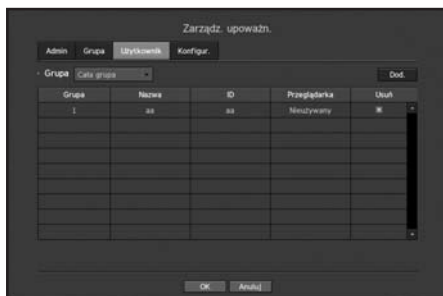 Zarządz. upoważn.
Admin Grupa Użytkownik Konfigur.
Grupa Cała grupa Dod.
Grupa Nazwa ID Przeglądarka Usuń
1 aa aa Nieużywany
OK Anuluj